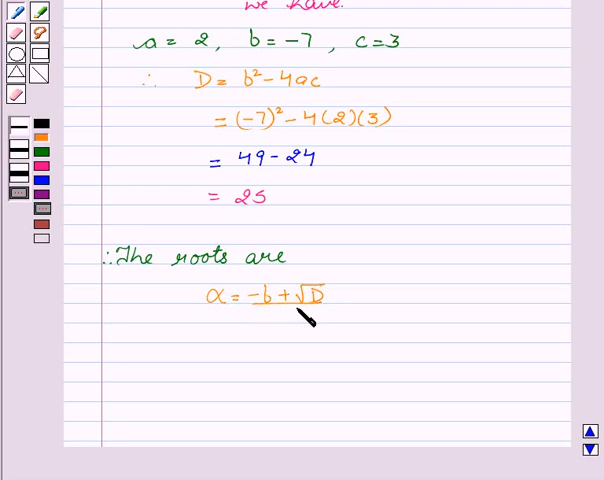 we have.
a = 2, b = -7, c = 3
∴ D = b² - 4ac
= (-7)² - 4(2)(3)
= 49 - 24
= 25
∴ The roots are
α = -b + √D